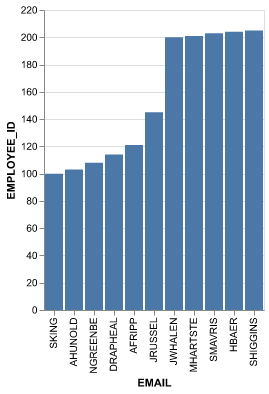 220
200
180
160
140
120
100
80
60
40
20
0
EMPLOYEE_ID
SKING
AHUNOLD
NGREENBE
DRAPHEAL
AFRIPP
JRUSSEL
JWHALEN
MHARTSTE
SMAVRIS
HBAER
SHIGGINS
EMAIL